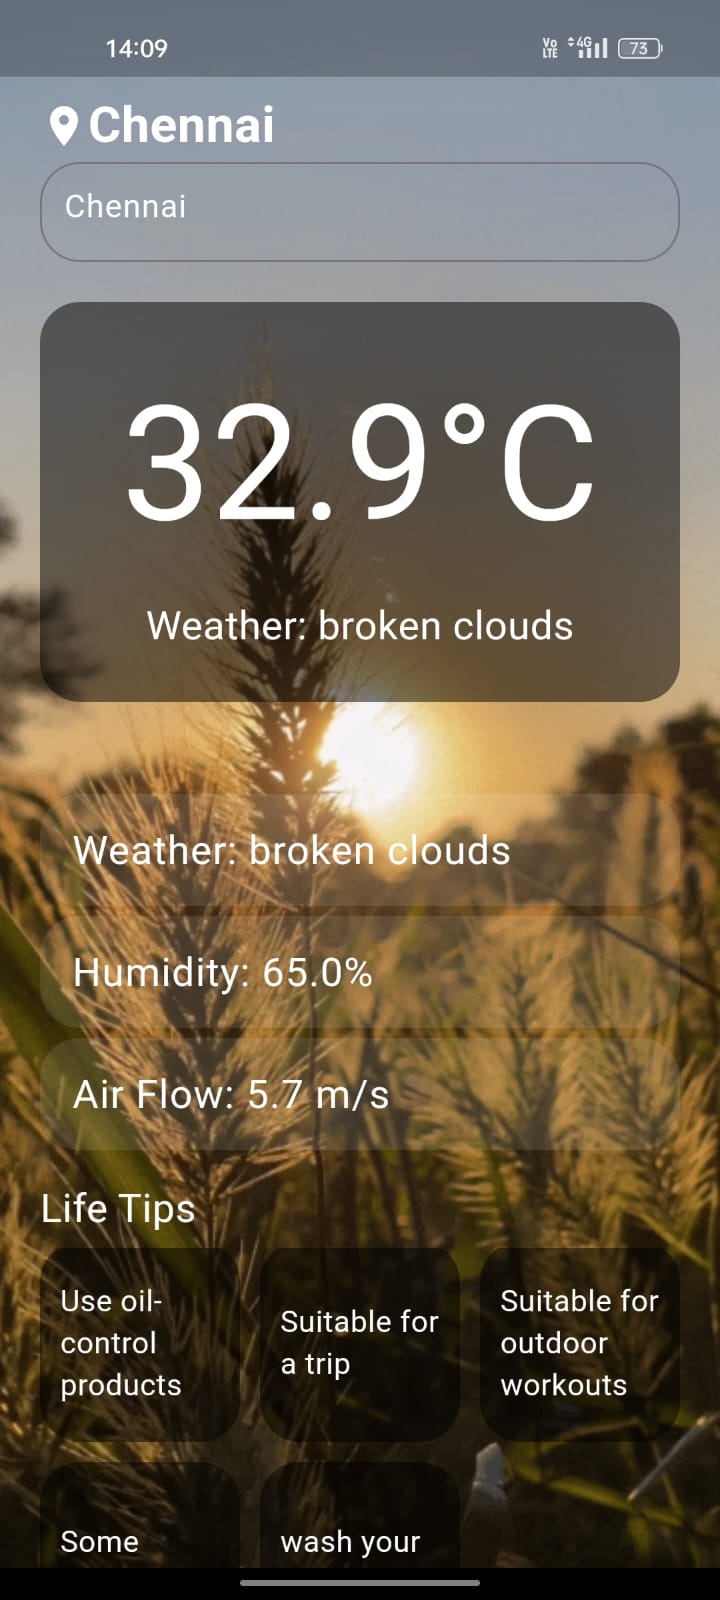 14:09
Vo
LTE
4G
73
Chennai
Chennai
32.9°C
Weather: broken clouds
Weather: broken clouds
Humidity: 65.0%
Air Flow: 5.7 m/s
Life Tips
Use oil-
control
products
Suitable for
a trip
Suitable for
outdoor
workouts
Some
wash your